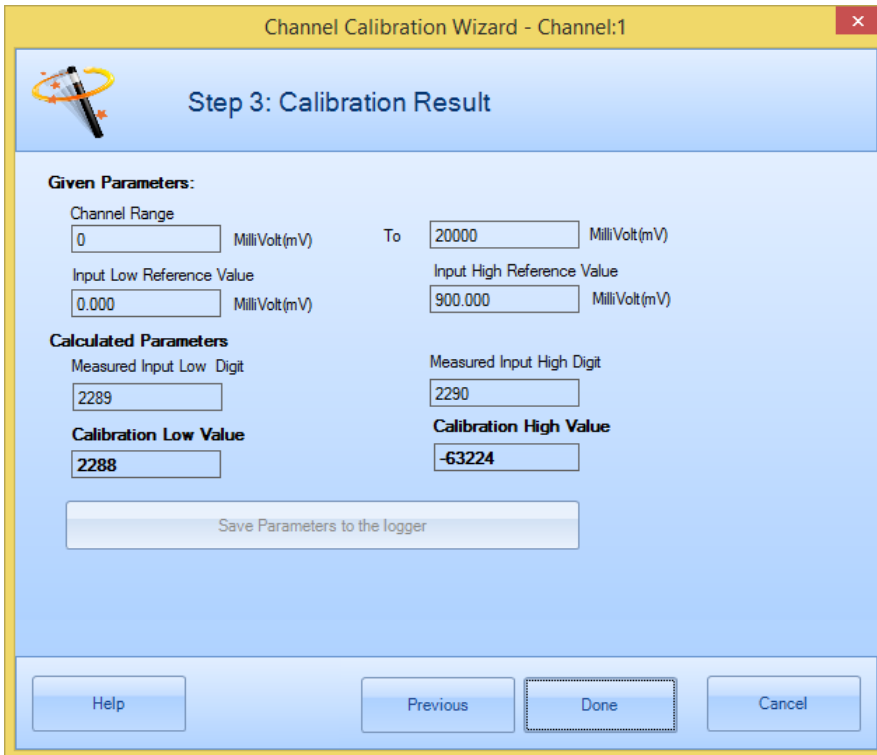 Channel Calibration Wizard - Channel:1
Step 3: Calibration Result
Given Parameters:
Channel Range
0 MilliVolt(mV) To 20000 MilliVolt(mV)
Input Low Reference Value Input High Reference Value
0.000 MilliVolt(mV) 900.000 MilliVolt(mV)
Calculated Parameters
Measured Input Low Digit Measured Input High Digit
2289 2290
Calibration Low Value Calibration High Value
2288 -63224
Save Parameters to the logger
Help Previous Done Cancel